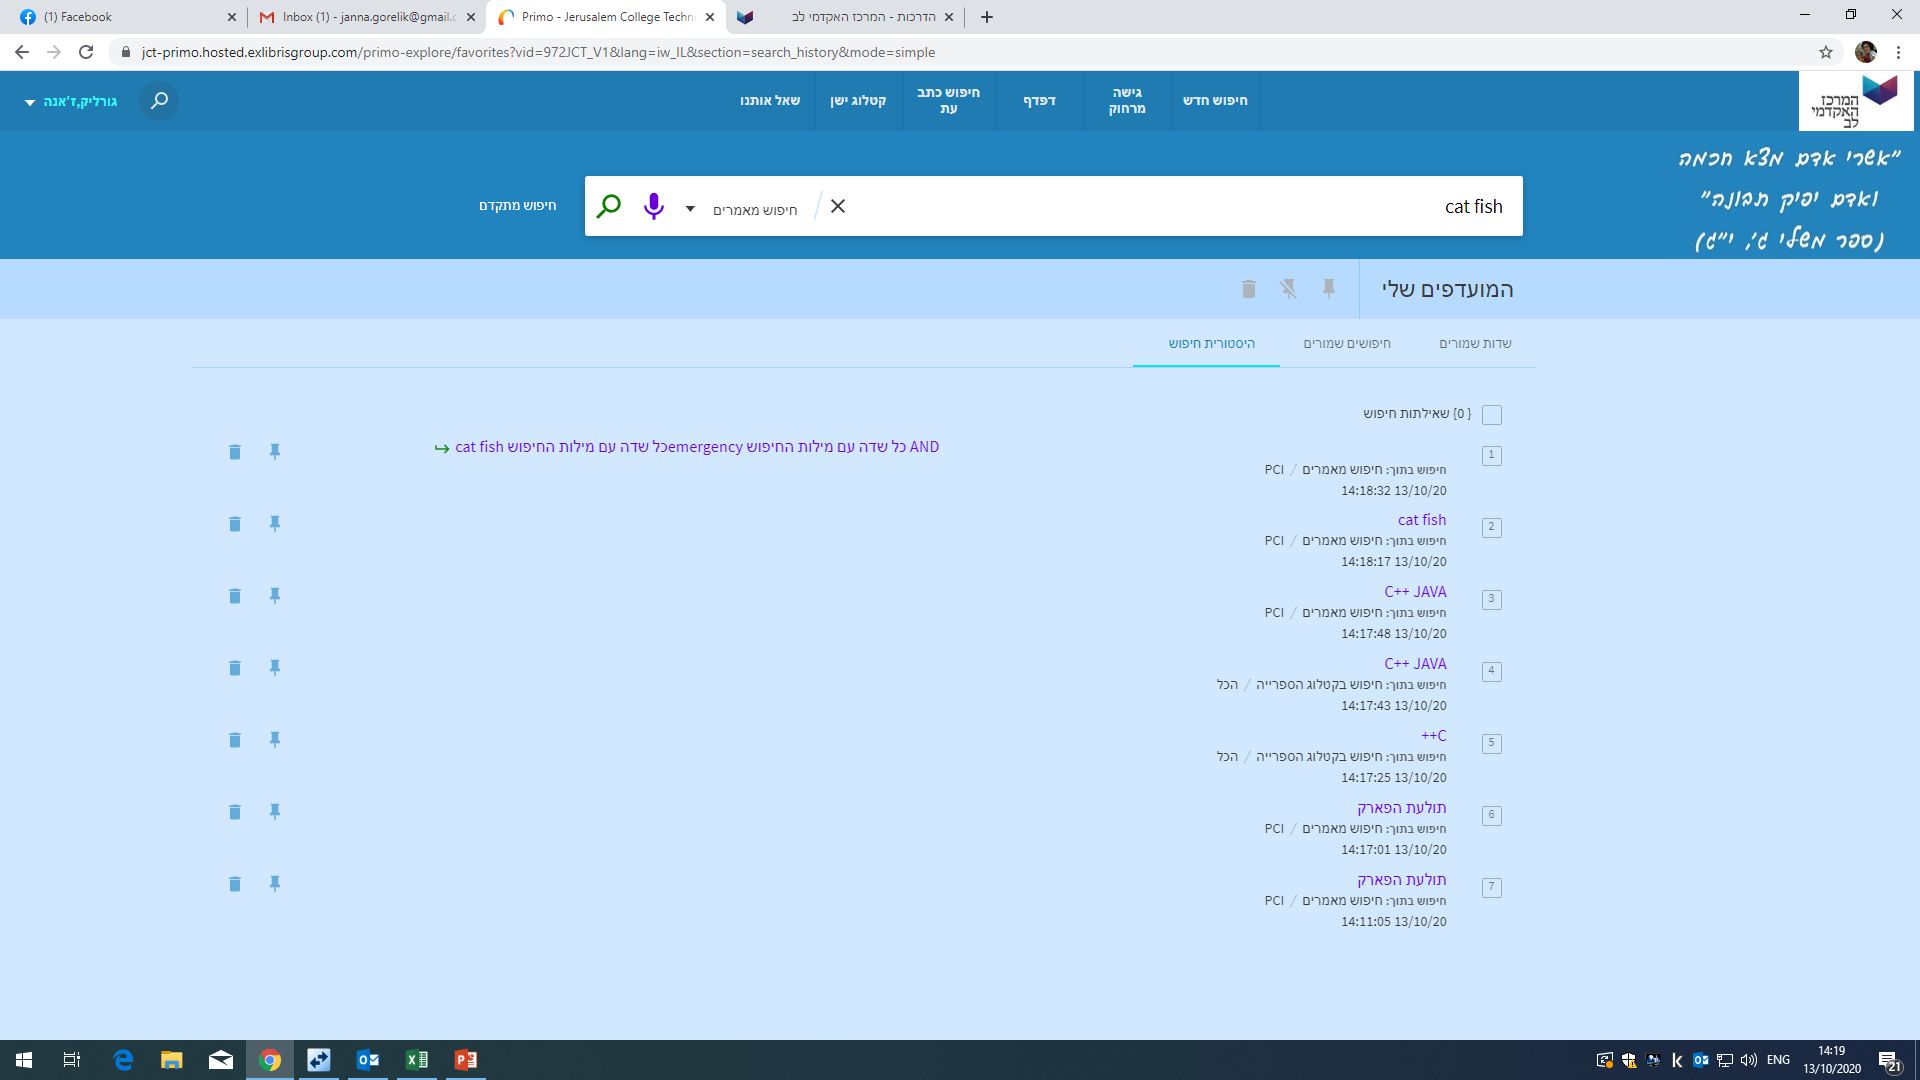 (1) Facebook
Inbox (1) - janna.gorelik@gmail.c
Primo - Jerusalem College Techn
הדרכות - המרכז האקדמי לב
jct-primo.hosted.exlibrisgroup.com/primo-explore/favorites?vid=972JCT_V1&lang=iw_IL&section=search_history&mode=simple
המרכז
האקדמי
לב
חיפוש חדש
גישה
מרחוק
דפדף
חיפוש כתב
עת
קטלוג ישן
שאל אותנו
גורליק,ז'אנה
"אשרי אדם מצא חכמה
ואדם יפיק תבונה"
(ספר משלי ג', י"ג)
cat fish
חיפוש מאמרים
חיפוש מתקדם
המועדפים שלי
שדות שמורים
חיפושים שמורים
היסטורית חיפוש
{ 0} שאילתות חיפוש
1
cat fish כל שדה עם מילות החיפושemergency כל שדה עם מילות החיפוש AND
חיפוש בתוך: חיפוש מאמרים / PCI
14:18:32 13/10/20
2
cat fish
חיפוש בתוך: חיפוש מאמרים / PCI
14:18:17 13/10/20
3
C++ JAVA
חיפוש בתוך: חיפוש מאמרים / PCI
14:17:48 13/10/20
4
C++ JAVA
חיפוש בתוך: חיפוש בקטלוג הספרייה / הכל
14:17:43 13/10/20
5
++C
חיפוש בתוך: חיפוש בקטלוג הספרייה / הכל
14:17:25 13/10/20
6
תולעת הפארק
חיפוש בתוך: חיפוש מאמרים / PCI
14:17:01 13/10/20
7
תולעת הפארק
חיפוש בתוך: חיפוש מאמרים / PCI
14:11:05 13/10/20
ENG
14:19
13/10/2020
21